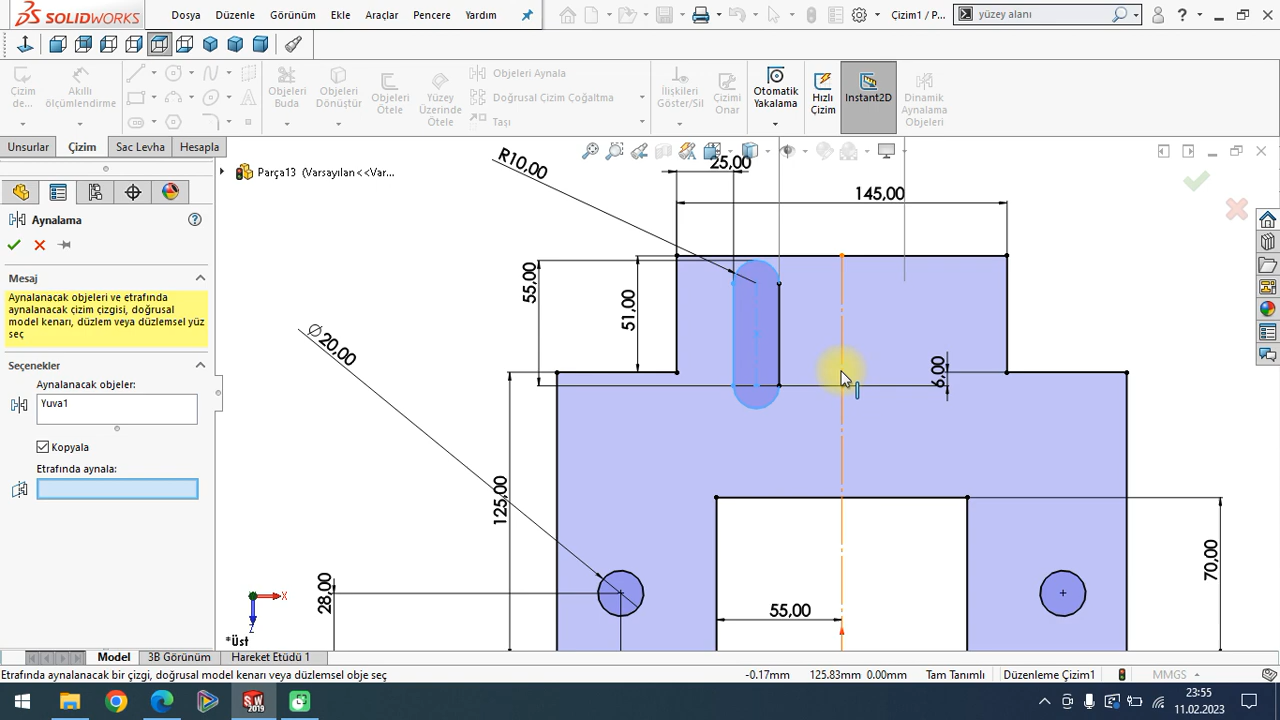 SOLIDWORKS
Dosya
Düzenle
Görünüm
Ekle
Araçlar
Pencere
Yardım
Çizim1 / P...
yüzey alanı
Çizim
de...
Akıllı
ölçümlendirme
Objeleri
Buda
Objeleri
Dönüştür
Objeleri
Ötele
Yüzey
Üzerinde
Ötele
Objeleri Aynala
Doğrusal Çizim Çoğaltma
Taşı
İlişkileri
Göster/Sil
Çizimi
Onar
Otomatik
Yakalama
Hızlı
Çizim
Instant2D
Dinamik
Aynalama
Objeleri
Unsurlar
Çizim
Sac Levha
Hesapla
Parça13 (Varsayılan<<Var...
Aynalama
Mesaj
Aynalanacak objeleri ve etrafında
aynalanacak çizim çizgisi, doğrusal
model kenarı, düzlem veya düzlemsel yüz
seç
Seçenekler
Aynalanacak objeler:
Yuva1
Kopyala
Etrafında aynala:
R10,00
25,00
145,00
55,00
51,00
6,00
Ø20,00
125,00
28,00
55,00
70,00
X
Z
*Üst
Model
3B Görünüm
Hareket Etüdü 1
Etrafında aynalanacak bir çizgi, doğrusal model kenarı veya düzlemsel obje seç
-0.17mm
125.83mm 0.00mm
Tam Tanımlı
Düzenleme Çizim1
MMGS
SW
2019
23:55
11.02.2023